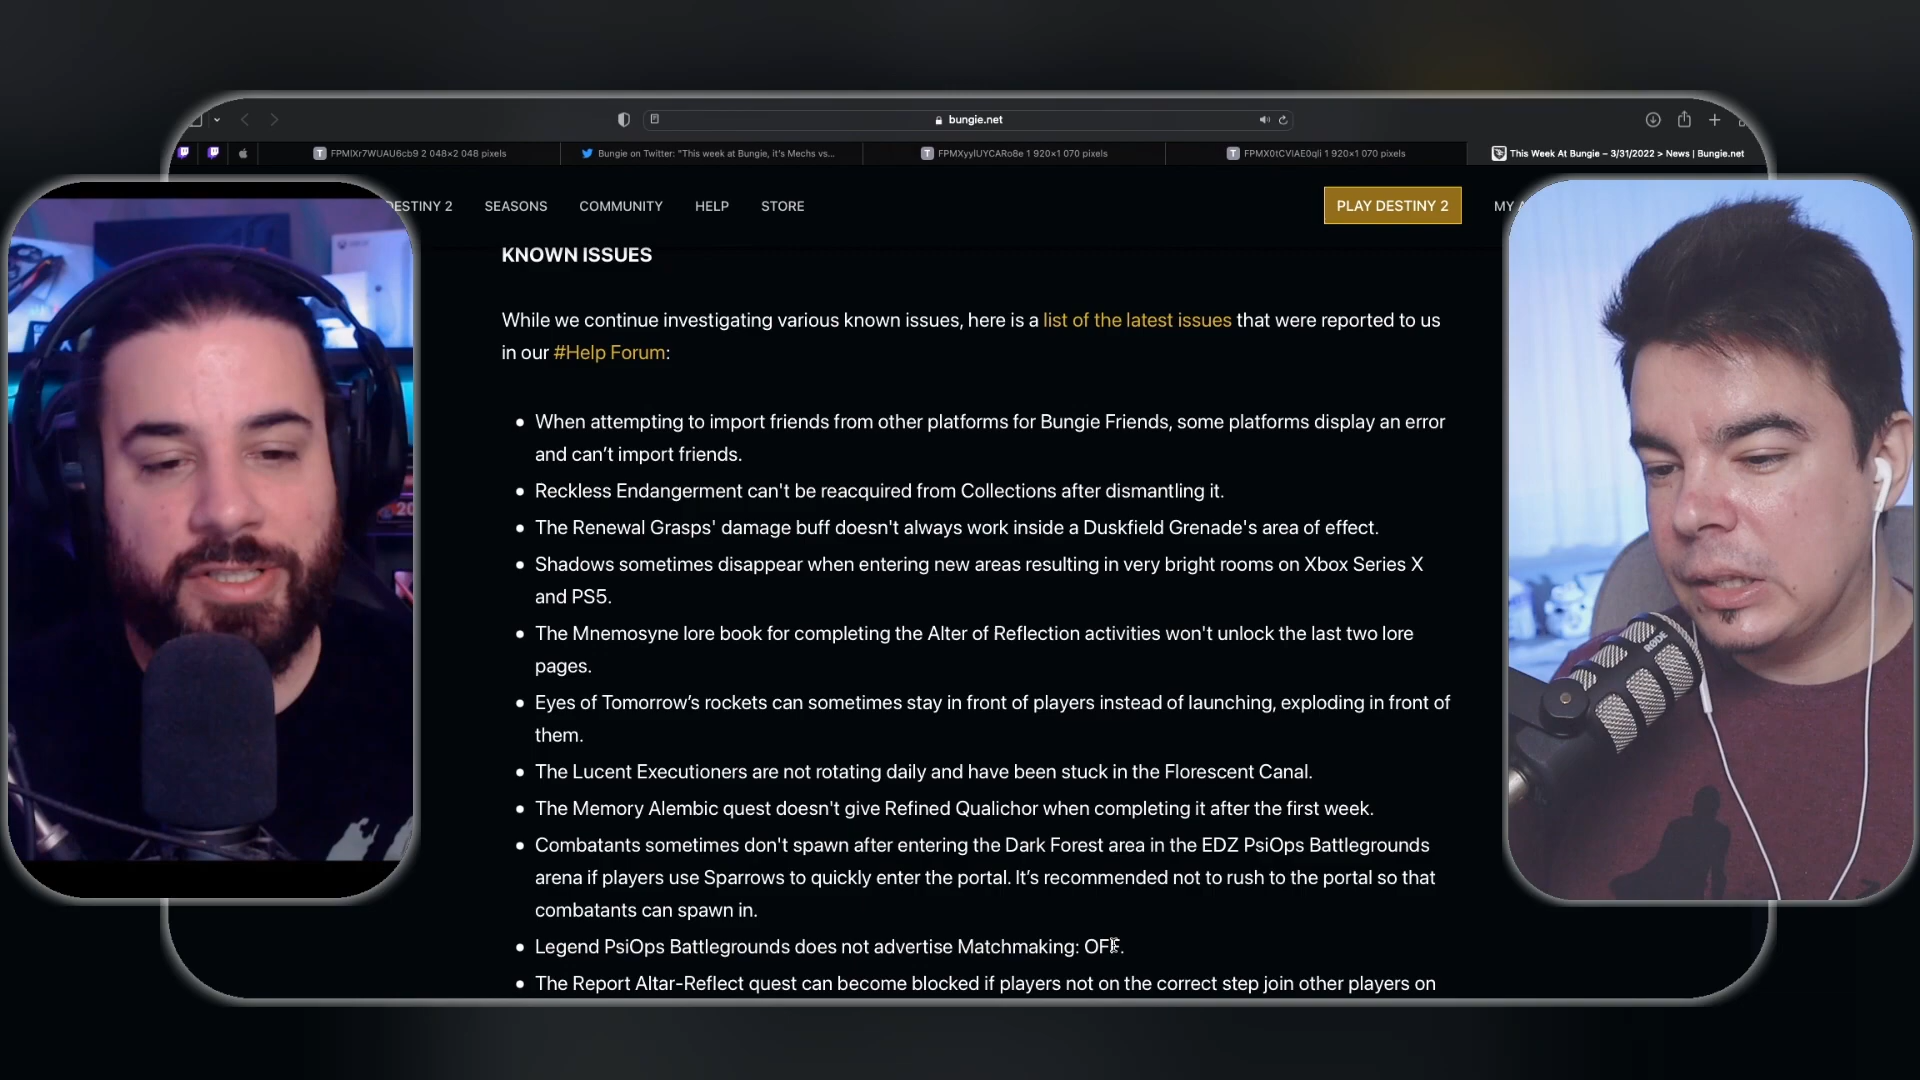 bungie.net
FPMIXr7WUAU6cb9 2 048×2 048 pixels
Bungie on Twitter: "This week at Bungie, it's Mechs vs...
FPMXyyIUYCARo8e 1 920×1 070 pixels
FPMX0tCVIAE0qli 1 920×1 070 pixels
This Week At Bungie – 3/31/2022 > News | Bungie.net
DESTINY 2 SEASONS COMMUNITY HELP STORE
PLAY DESTINY 2
MY
KNOWN ISSUES
While we continue investigating various known issues, here is a list of the latest issues that were reported to us
in our #Help Forum:
• When attempting to import friends from other platforms for Bungie Friends, some platforms display an error
and can’t import friends.
• Reckless Endangerment can't be reacquired from Collections after dismantling it.
• The Renewal Grasps' damage buff doesn't always work inside a Duskfield Grenade's area of effect.
• Shadows sometimes disappear when entering new areas resulting in very bright rooms on Xbox Series X
and PS5.
• The Mnemosyne lore book for completing the Alter of Reflection activities won't unlock the last two lore
pages.
• Eyes of Tomorrow’s rockets can sometimes stay in front of players instead of launching, exploding in front of
them.
• The Lucent Executioners are not rotating daily and have been stuck in the Florescent Canal.
• The Memory Alembic quest doesn't give Refined Qualichor when completing it after the first week.
• Combatants sometimes don't spawn after entering the Dark Forest area in the EDZ PsiOps Battlegrounds
arena if players use Sparrows to quickly enter the portal. It’s recommended not to rush to the portal so that
combatants can spawn in.
• Legend PsiOps Battlegrounds does not advertise Matchmaking: OFF.
• The Report Altar-Reflect quest can become blocked if players not on the correct step join other players on
RØDE